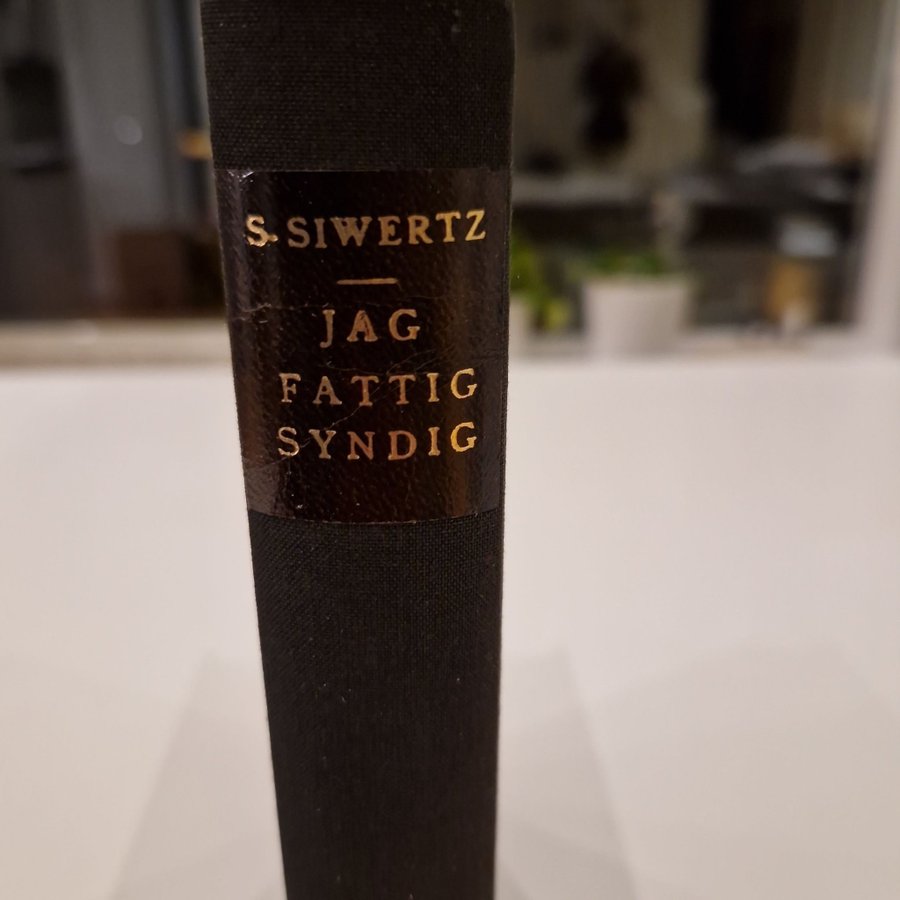 S. SIWERTZ
JAG
FATTIG
SYNDIG